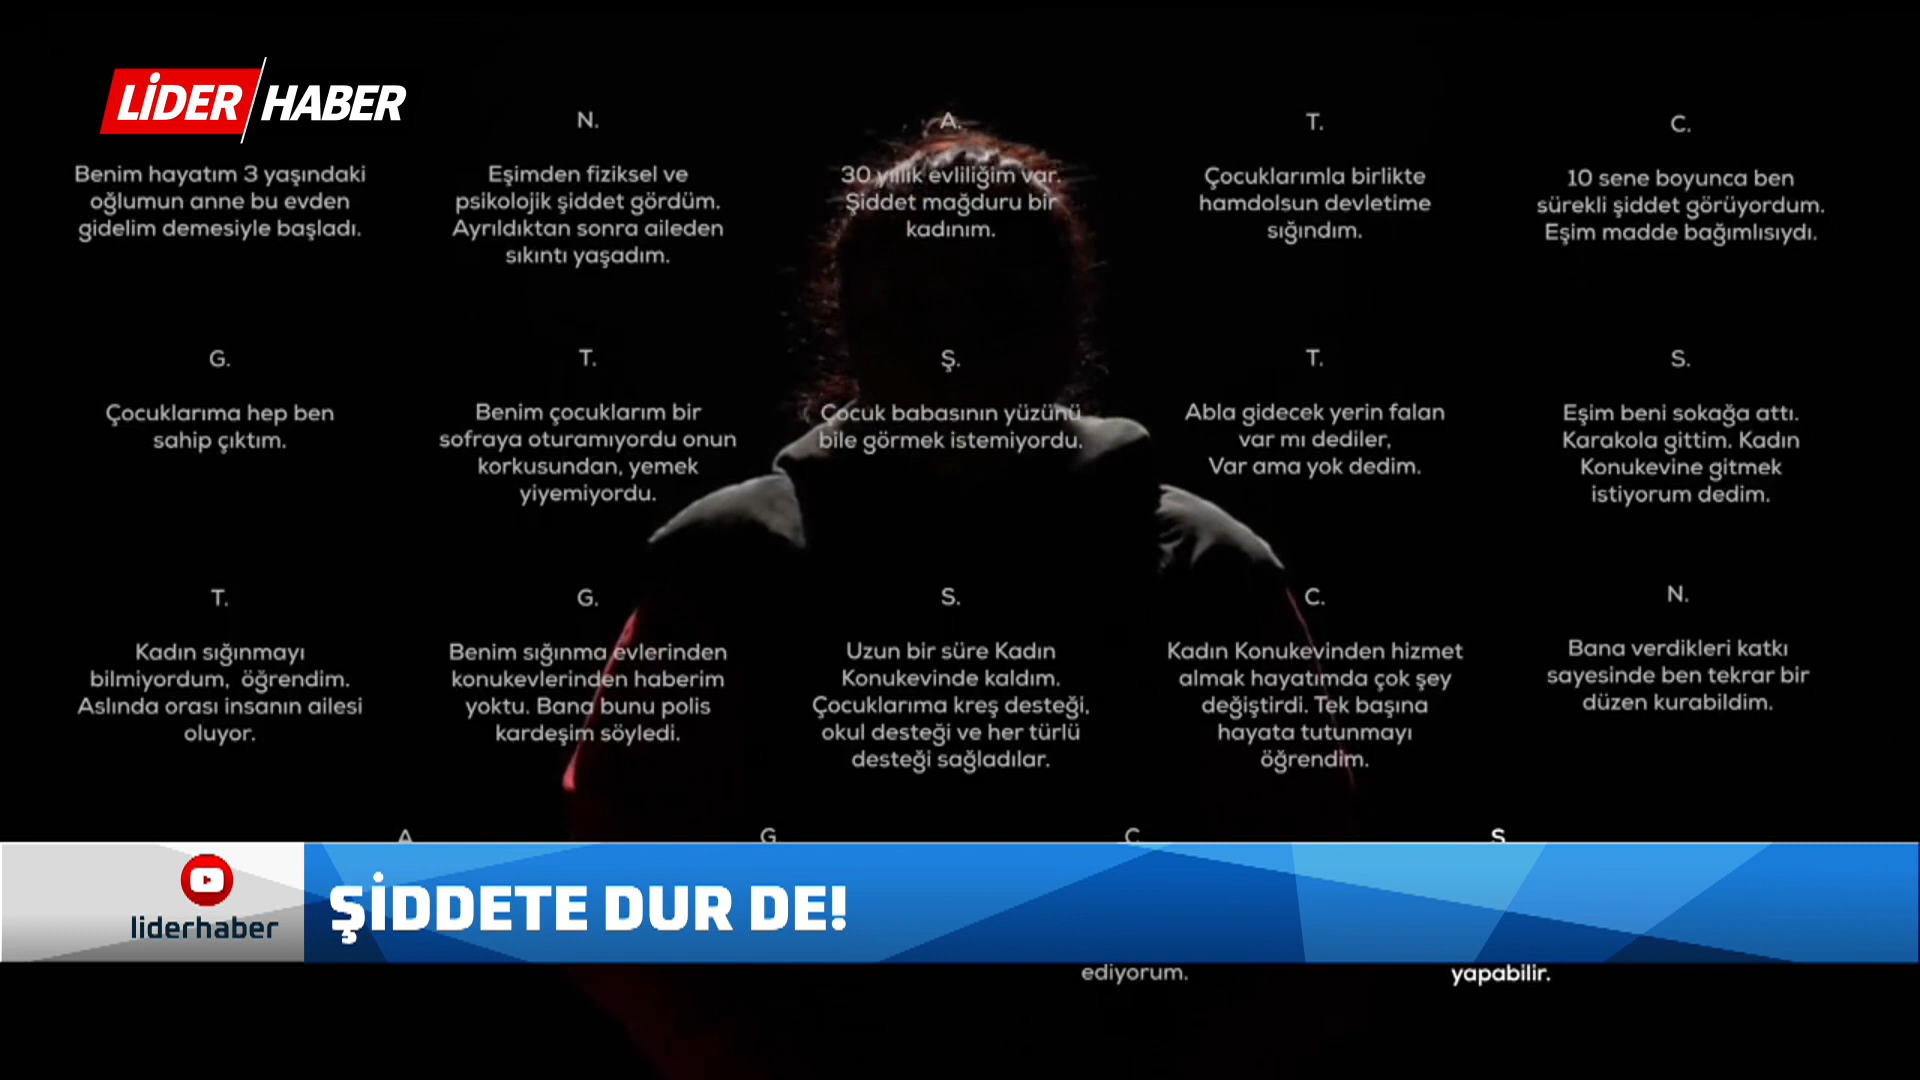 LİDER HABER
Benim hayatım 3 yaşındaki
oğlumun anne bu evden
gidelim demesiyle başladı.
N.
Eşimden fiziksel ve
psikolojik şiddet gördüm.
Ayrıldıktan sonra aileden
sıkıntı yaşadım.
A.
30 yıllık evliliğim var.
Şiddet mağduru bir
kadınım.
T.
Çocuklarımla birlikte
hamdolsun devletime
sığındım.
C.
10 sene boyunca ben
sürekli şiddet görüyordum.
Eşim madde bağımlısıydı.
G.
Çocuklarıma hep ben
sahip çıktım.
T.
Benim çocuklarım bir
sofraya oturamıyordu onun
korkusundan, yemek
yiyemiyordu.
Ş.
Çocuk babasının yüzünü
bile görmek istemiyordu.
T.
Abla gidecek yerin falan
var mı dediler,
Var ama yok dedim.
S.
Eşim beni sokağa attı.
Karakola gittim. Kadın
Konukevine gitmek
istiyorum dedim.
T.
Kadın sığınmayı
bilmiyordum, öğrendim.
Aslında orası insanın ailesi
oluyor.
G.
Benim sığınma evlerinden
konukevlerinden haberim
yoktu. Bana bunu polis
kardeşim söyledi.
S.
Uzun bir süre Kadın
Konukevinde kaldım.
Çocuklarıma kreş desteği,
okul desteği ve her türlü
desteği sağladılar.
C.
Kadın Konukevinden hizmet
almak hayatımda çok şey
değiştirdi. Tek başına
hayata tutunmayı
öğrendim.
N.
Bana verdikleri katkı
sayesinde ben tekrar bir
düzen kurabildim.
A
G
C
S
liderhaber
ŞİDDETE DUR DE!
ediyorum.
yapabilir.